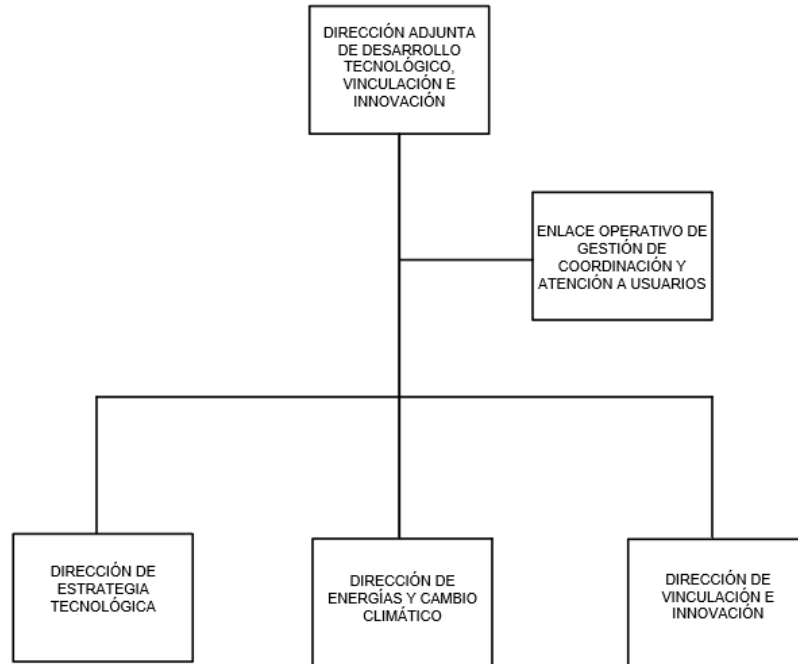 DIRECCIÓN ADJUNTA
DE DESARROLLO
TECNOLÓGICO,
VINCULACIÓN E
INNOVACIÓN
ENLACE OPERATIVO DE
GESTIÓN DE
COORDINACIÓN Y
ATENCIÓN A USUARIOS
DIRECCIÓN DE
ESTRATEGIA
TECNOLÓGICA
DIRECCIÓN DE
ENERGÍAS Y CAMBIO
CLIMÁTICO
DIRECCIÓN DE
VINCULACIÓN E
INNOVACIÓN